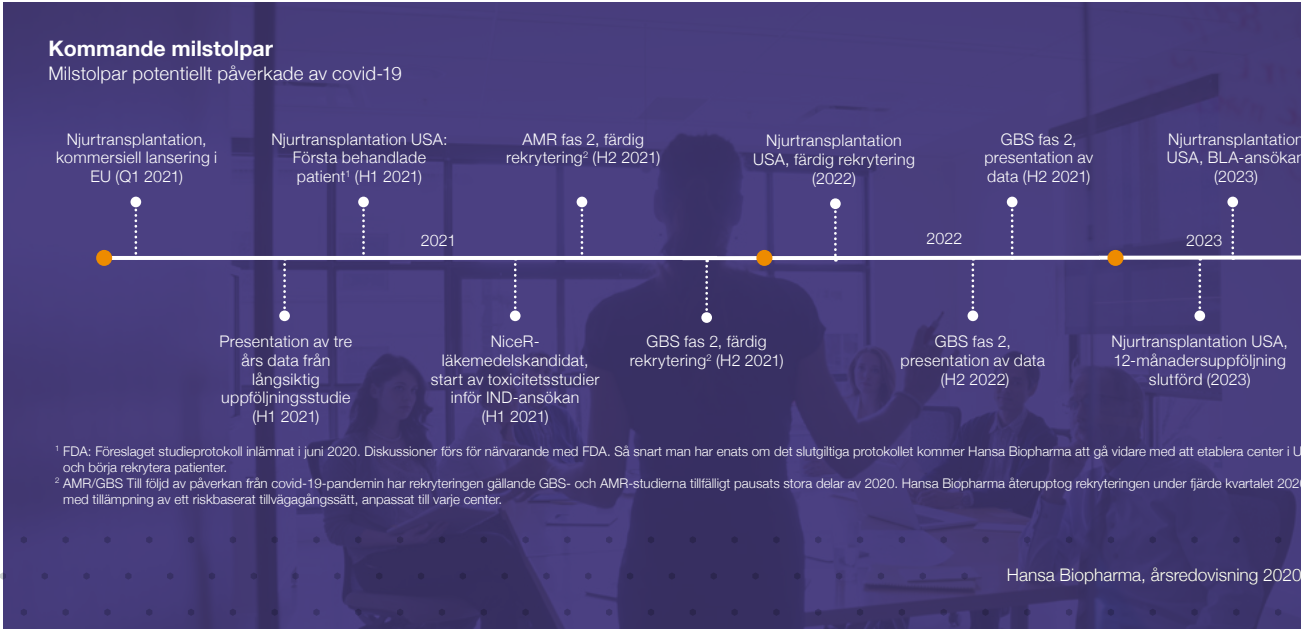 Kommande milstolpar
Milstolpar potentiellt påverkade av covid-19
Njurtransplantation,
kommersiell lansering i
EU (Q1 2021)
Njurtransplantation USA:
Första behandlade
patient¹ (H1 2021)
AMR fas 2, färdig
rekrytering² (H2 2021)
Njurtransplantation
USA, färdig rekrytering
(2022)
GBS fas 2,
presentation av
data (H2 2021)
Njurtransplantation
USA, BLA-ansökan
(2023)
2021
2022
2023
Presentation av tre
års data från
långsiktig
uppföljningsstudie
(H1 2021)
NiceR-
läkemedelskandidat,
start av toxicitetsstudier
inför IND-ansökan
(H1 2021)
GBS fas 2, färdig
rekrytering² (H2 2021)
GBS fas 2,
presentation av data
(H2 2022)
Njurtransplantation USA,
12-månadersuppföljning
slutförd (2023)
¹ FDA: Föreslaget studieprotokoll inlämnat i juni 2020. Diskussioner förs för närvarande med FDA. Så snart man har enats om det slutgiltiga protokollet kommer Hansa Biopharma att gå vidare med att etablera center i U
och börja rekrytera patienter.
² AMR/GBS Till följd av påverkan från covid-19-pandemin har rekryteringen gällande GBS- och AMR-studierna tillfälligt pausats stora delar av 2020. Hansa Biopharma återupptog rekryteringen under fjärde kvartalet 2020
med tillämpning av ett riskbaserat tillvägagångssätt, anpassat till varje center.
Hansa Biopharma, årsredovisning 2020